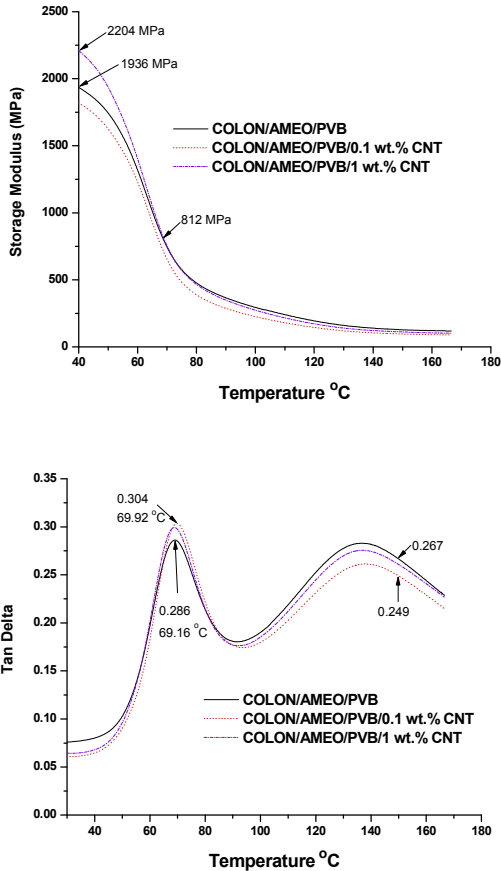 2204 MPa
1936 MPa
812 MPa
COLON/AMEO/PVB
COLON/AMEO/PVB/0.1 wt.% CNT
COLON/AMEO/PVB/1 wt.% CNT
Storage Modulus (MPa)
2500
2000
1500
1000
500
0
40 60 80 100 120 140 160 180
Temperature °C
Tan Delta
0.35
0.30
0.25
0.20
0.15
0.10
0.05
0.00
0.304
69.92 °C
0.286
69.16 °C
0.267
0.249
COLON/AMEO/PVB
COLON/AMEO/PVB/0.1 wt.% CNT
COLON/AMEO/PVB/1 wt.% CNT
40 60 80 100 120 140 160 180
Temperature °C